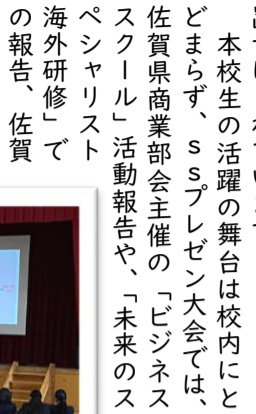 本校生の活躍の舞台は校内にと
どまらず、ｓｓプレゼン大会では、
佐賀県商業部会主催の「ビジネス
スクール」活動報告や、「未来のス
ペシャリスト
海外研修」で
の報告、佐賀